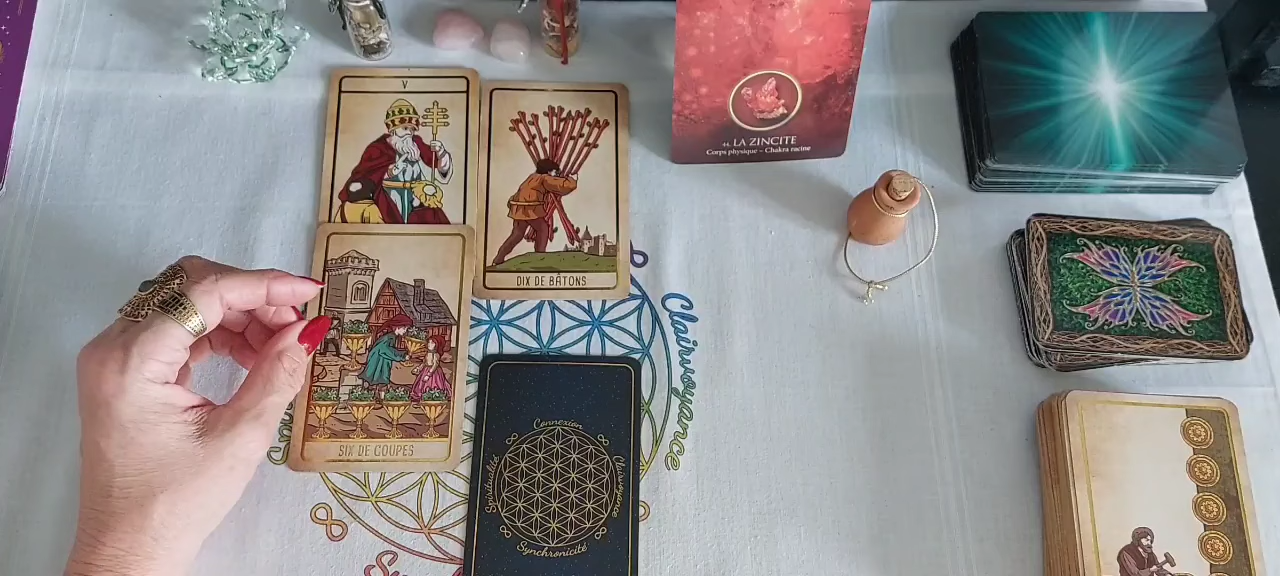 V
DIX DE BÂTONS
44. LA ZINCITE
Corps physique ~ Chakra racine
SIX DE COUPES
Clairvoyance
Connexion
Spiritualité
Clairvoyance
Synchronicité